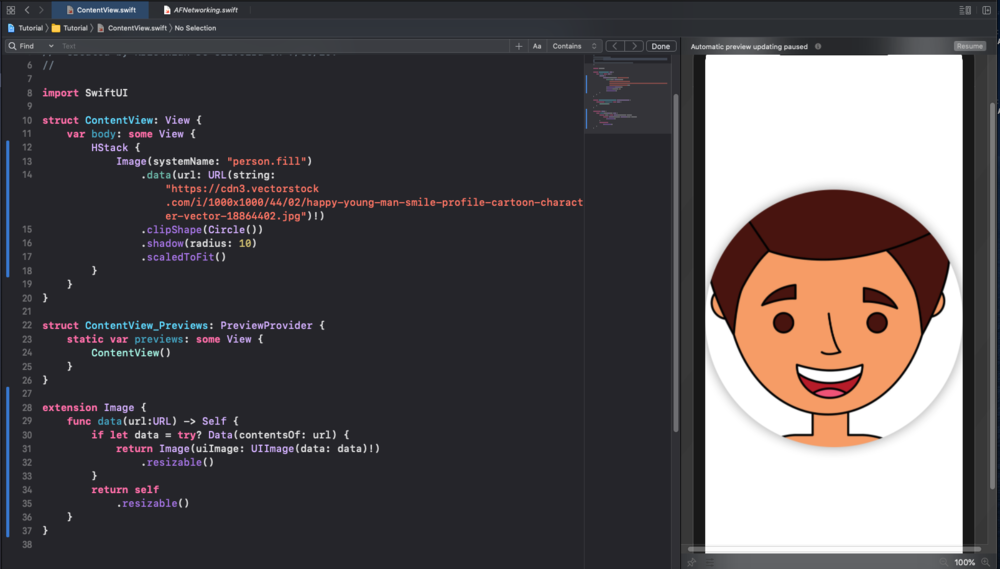 ContentView.swift
AFNetworking.swift
Tutorial Tutorial ContentView.swift No Selection
Find Text Aa Contains Done
Automatic preview updating paused Resume
6 //
7
8 import SwiftUI
9
10 struct ContentView: View {
11 var body: some View {
12 HStack {
13 Image(systemName: "person.fill")
14 .data(url: URL(string:
"https://cdn3.vectorstock
.com/i/1000x1000/44/02/happy-young-man-smile-profile-cartoon-charact
er-vector-18864402.jpg")!)
15 .clipShape(Circle())
16 .shadow(radius: 10)
17 .scaledToFit()
18 }
19 }
20 }
21
22 struct ContentView_Previews: PreviewProvider {
23 static var previews: some View {
24 ContentView()
25 }
26 }
27
28 extension Image {
29 func data(url:URL) -> Self {
30 if let data = try? Data(contentsOf: url) {
31 return Image(uiImage: UIImage(data: data)!)
32 .resizable()
33 }
34 return self
35 .resizable()
36 }
37 }
38
100%